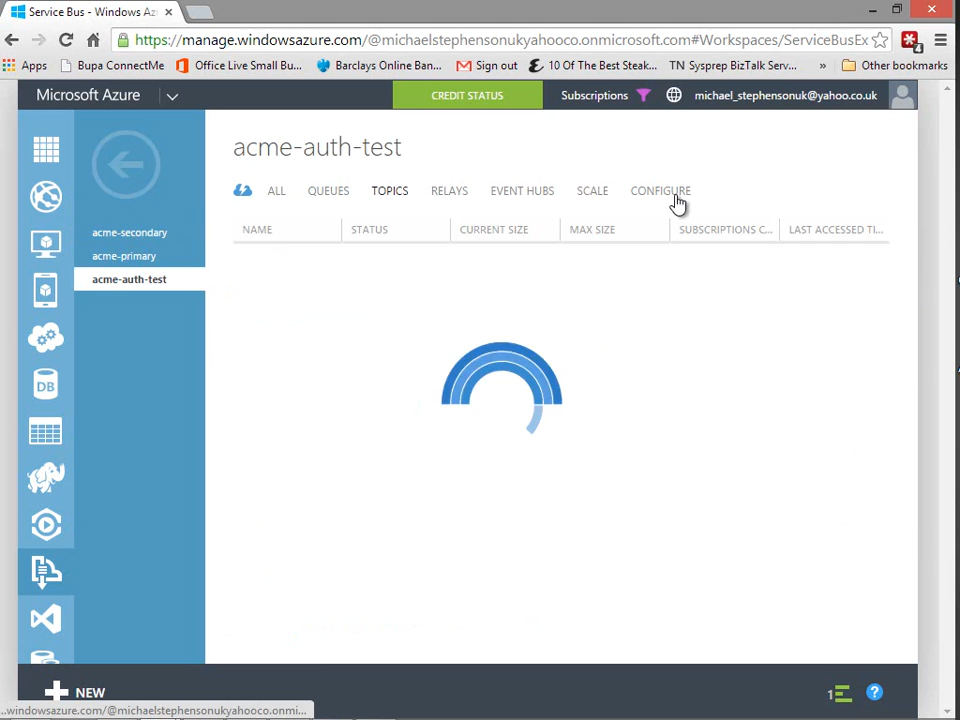 Service Bus - Windows Az
https://manage.windowsazure.com/@michaelstephensonukyahooco.onmicrosoft.com#Workspaces/ServiceBusEx
4
Apps Bupa ConnectMe Office Live Small Bu... Barclays Online Ban... Sign out 10 Of The Best Steak... TN Sysprep BizTalk Serv... » Other bookmarks
Microsoft Azure CREDIT STATUS Subscriptions michael_stephensonuk@yahoo.co.uk
acme-auth-test
ALL QUEUES TOPICS RELAYS EVENT HUBS SCALE CONFIGURE
NAME STATUS CURRENT SIZE MAX SIZE SUBSCRIPTIONS C... LAST ACCESSED TI...
acme-secondary
acme-primary
acme-auth-test
DB
NEW
1
?
..windowsazure.com/@michaelstephensonukyahooco.onmi...